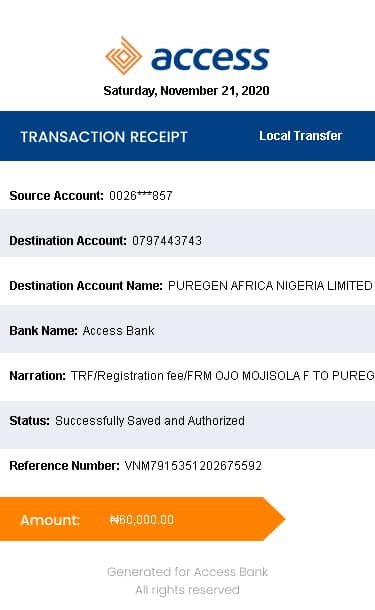 access
Saturday, November 21, 2020
TRANSACTION RECEIPT Local Transfer
Source Account: 0026***857
Destination Account: 0797443743
Destination Account Name: PUREGEN AFRICA NIGERIA LIMITED
Bank Name: Access Bank
Narration: TRF/Registration fee/FRM OJO MOJISOLA F TO PUREG
Status: Successfully Saved and Authorized
Reference Number: VNM7915351202675592
Amount: ₦60,000.00
Generated for Access Bank
All rights reserved